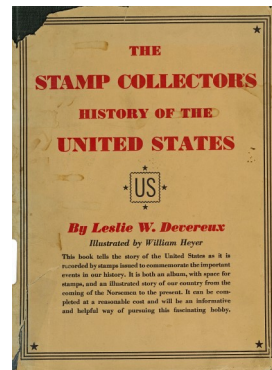 THE
STAMP COLLECTORS
HISTORY OF THE
UNITED STATES
US
By Leslie W. Devereux
Illustrated by William Heyer
This book tells the story of the United States as it is
recorded by stamps issued to commemorate the important
events in our history. It is both an album, with space for
stamps, and an illustrated story of our country from the
coming of the Norsemen to the present. It can be com-
pleted at a reasonable cost and will be an informative
and helpful way of pursuing this fascinating hobby.